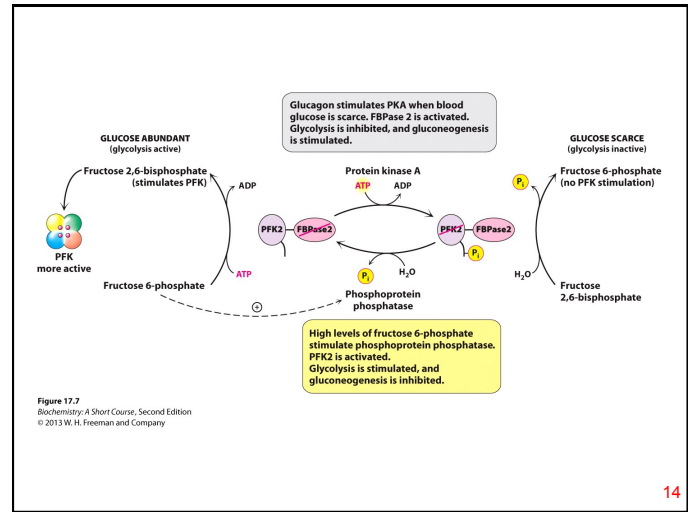 Glucagon stimulates PKA when blood
glucose is scarce. FBPase 2 is activated.
Glycolysis is inhibited, and gluconeogenesis
is stimulated.
GLUCOSE ABUNDANT
(glycolysis active)
GLUCOSE SCARCE
(glycolysis inactive)
Fructose 2,6-bisphosphate
(stimulates PFK)
ADP
ATP
PFK
more active
Fructose 6-phosphate
Protein kinase A
ATP
ADP
PFK2
FBPase2
PFK2
FBPase2
Pi
Pi
H2O
Phosphoprotein
phosphatase
+
Fructose 6-phosphate
(no PFK stimulation)
Pi
H2O
Fructose
2,6-bisphosphate
High levels of fructose 6-phosphate
stimulate phosphoprotein phosphatase.
PFK2 is activated.
Glycolysis is stimulated, and
gluconeogenesis is inhibited.
Figure 17.7
Biochemistry: A Short Course, Second Edition
© 2013 W. H. Freeman and Company
14